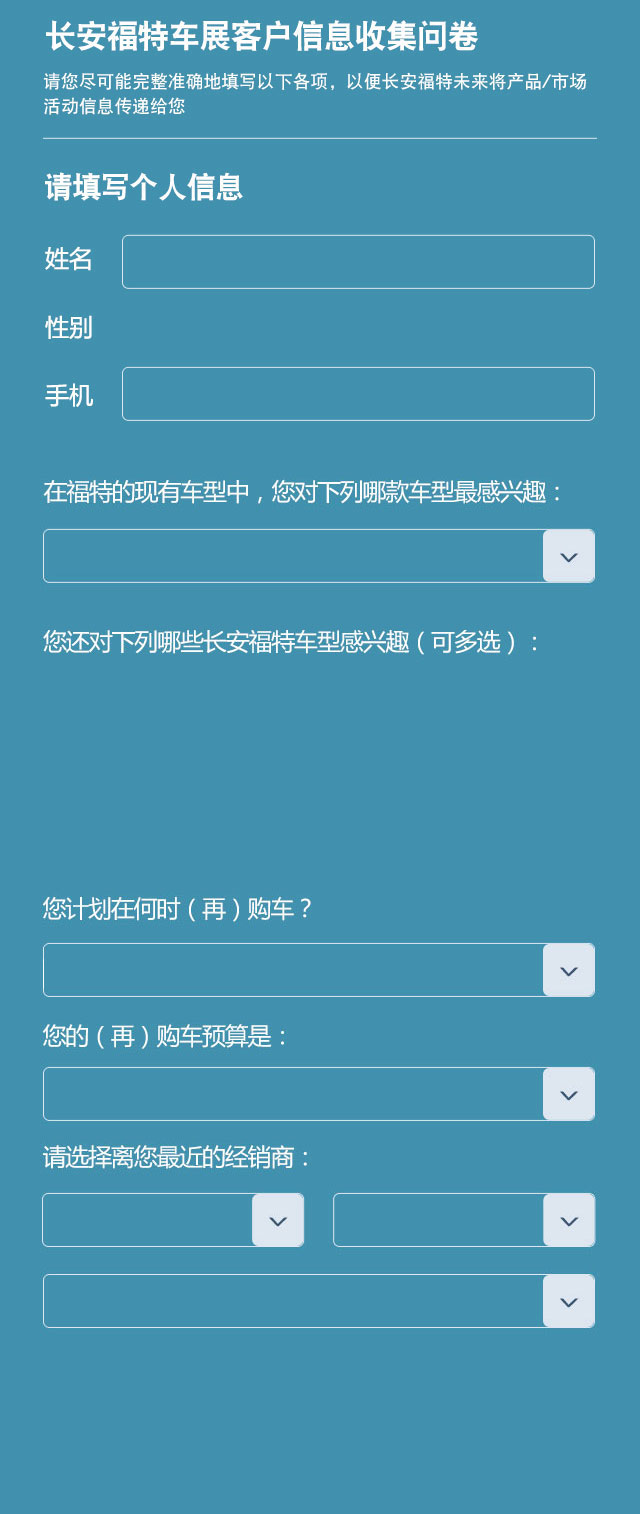 长安福特车展客户信息收集问卷
请您尽可能完整准确地填写以下各项，以便长安福特未来将产品/市场
活动信息传递给您
请填写个人信息
姓名
性别
手机
在福特的现有车型中，您对下列哪款车型最感兴趣：
您还对下列哪些长安福特车型感兴趣（可多选）：
您计划在何时（再）购车？
您的（再）购车预算是：
请选择离您最近的经销商：